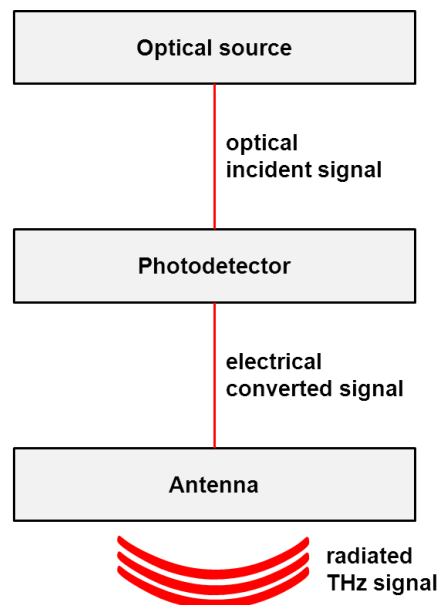 Optical source
optical
incident signal
Photodetector
electrical
converted signal
Antenna
radiated
THz signal